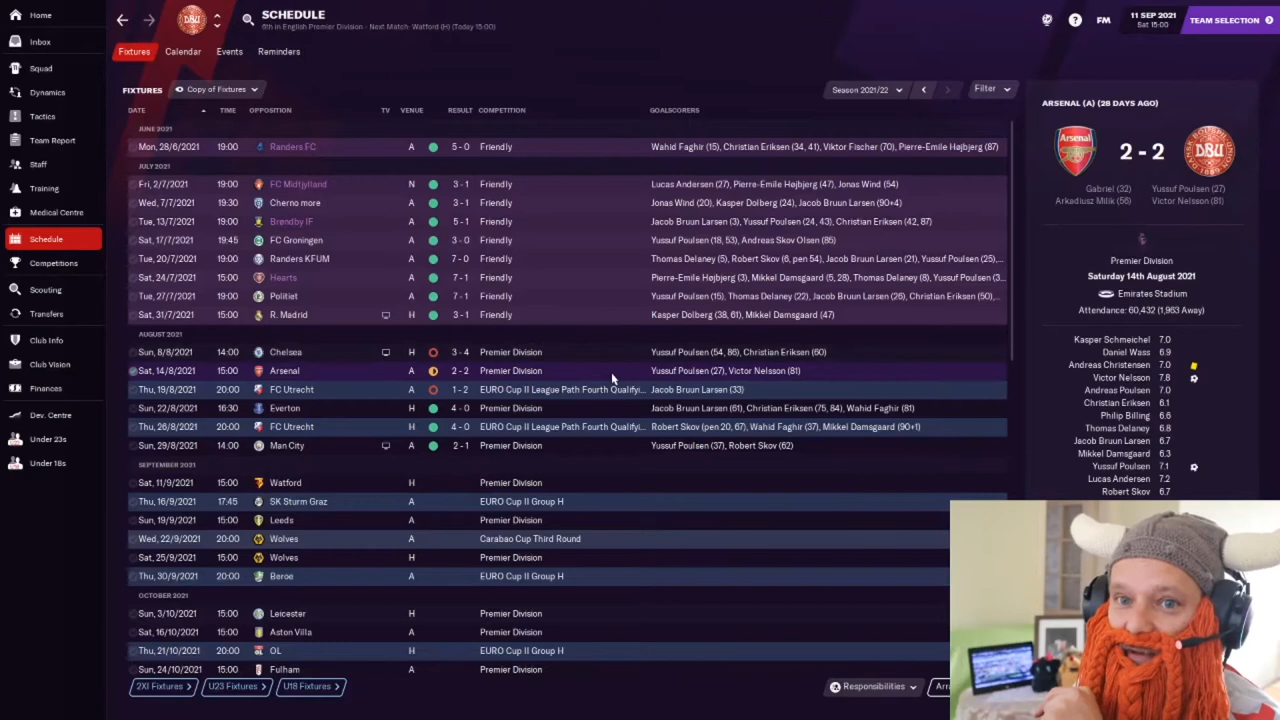 Home
Inbox
Squad
Dynamics
Tactics
Team Report
Staff
Training
Medical Centre
Schedule
Competitions
Scouting
Transfers
Club Info
Club Vision
Finances
Dev. Centre
Under 23s
Under 18s
DBU
SCHEDULE
6th in English Premier Division - Next Match: Watford (H) (Today 15:00)
? FM 11 SEP 2021 Sat 15:00 TEAM SELECTION
Fixtures Calendar Events Reminders
FIXTURES Copy of Fixtures Season 2021/22 Filter
DATE TIME OPPOSITION TV VENUE RESULT COMPETITION GOALSCORERS
JUNE 2021
Mon, 28/6/2021 19:00 Randers FC A 5 - 0 Friendly Wahid Faghir (15), Christian Eriksen (34, 41), Viktor Fischer (70), Pierre-Emile Højbjerg (87)
JULY 2021
Fri, 2/7/2021 19:00 FC Midtjylland N 3 - 1 Friendly Lucas Andersen (27), Pierre-Emile Højbjerg (47), Jonas Wind (54)
Wed, 7/7/2021 19:30 Cherno more A 3 - 1 Friendly Jonas Wind (20), Kasper Dolberg (24), Jacob Bruun Larsen (90+4)
Tue, 13/7/2021 19:00 Brøndby IF A 5 - 1 Friendly Jacob Bruun Larsen (3), Yussuf Poulsen (24, 43), Christian Eriksen (42, 87)
Sat, 17/7/2021 19:45 FC Groningen A 3 - 0 Friendly Yussuf Poulsen (18, 53), Andreas Skov Olsen (85)
Tue, 20/7/2021 19:00 Randers KFUM A 7 - 0 Friendly Thomas Delaney (5), Robert Skov (6, pen 54), Jacob Bruun Larsen (21), Yussuf Poulsen (25),...
Sat, 24/7/2021 15:00 Hearts A 7 - 1 Friendly Pierre-Emile Højbjerg (3), Mikkel Damsgaard (5, 28), Thomas Delaney (8), Yussuf Poulsen (3...
Tue, 27/7/2021 19:00 Politiet A 7 - 1 Friendly Yussuf Poulsen (15), Thomas Delaney (22), Jacob Bruun Larsen (26), Christian Eriksen (50),...
Sat, 31/7/2021 15:00 R. Madrid H 3 - 1 Friendly Kasper Dolberg (38, 61), Mikkel Damsgaard (47)
AUGUST 2021
Sun, 8/8/2021 14:00 Chelsea H 3 - 4 Premier Division Yussuf Poulsen (54, 86), Christian Eriksen (60)
Sat, 14/8/2021 15:00 Arsenal A 2 - 2 Premier Division Yussuf Poulsen (27), Victor Nelsson (81)
Thu, 19/8/2021 20:00 FC Utrecht A 1 - 2 EURO Cup II League Path Fourth Qualifyi... Jacob Bruun Larsen (33)
Sun, 22/8/2021 16:30 Everton H 4 - 0 Premier Division Jacob Bruun Larsen (61), Christian Eriksen (75, 84), Wahid Faghir (81)
Thu, 26/8/2021 20:00 FC Utrecht H 4 - 0 EURO Cup II League Path Fourth Qualifyi... Robert Skov (pen 20, 67), Wahid Faghir (37), Mikkel Damsgaard (90+1)
Sun, 29/8/2021 14:00 Man City A 2 - 1 Premier Division Yussuf Poulsen (37), Robert Skov (62)
SEPTEMBER 2021
Sat, 11/9/2021 15:00 Watford H Premier Division
Thu, 16/9/2021 17:45 SK Sturm Graz A EURO Cup II Group H
Sun, 19/9/2021 15:00 Leeds A Premier Division
Wed, 22/9/2021 20:00 Wolves A Carabao Cup Third Round
Sat, 25/9/2021 15:00 Wolves H Premier Division
Thu, 30/9/2021 20:00 Beroe A EURO Cup II Group H
OCTOBER 2021
Sun, 3/10/2021 15:00 Leicester H Premier Division
Sat, 16/10/2021 15:00 Aston Villa A Premier Division
Thu, 21/10/2021 20:00 OL H EURO Cup II Group H
Sun, 24/10/2021 15:00 Fulham A Premier Division
2XI Fixtures U23 Fixtures U18 Fixtures Responsibilities Arra
ARSENAL (A) (28 DAYS AGO)
Arsenal 2 - 2 DBU
Gabriel (32) Yussuf Poulsen (27)
Arkadiusz Milik (56) Victor Nelsson (81)
Premier Division
Saturday 14th August 2021
Emirates Stadium
Attendance: 60,432 (1,963 Away)
Kasper Schmeichel 7.0
Daniel Wass 6.9
Andreas Christensen 7.0
Victor Nelsson 7.8
Andreas Poulsen 7.0
Christian Eriksen 6.1
Philip Billing 6.6
Thomas Delaney 6.8
Jacob Bruun Larsen 6.7
Mikkel Damsgaard 6.3
Yussuf Poulsen 7.1
Lucas Andersen 7.2
Robert Skov 6.7